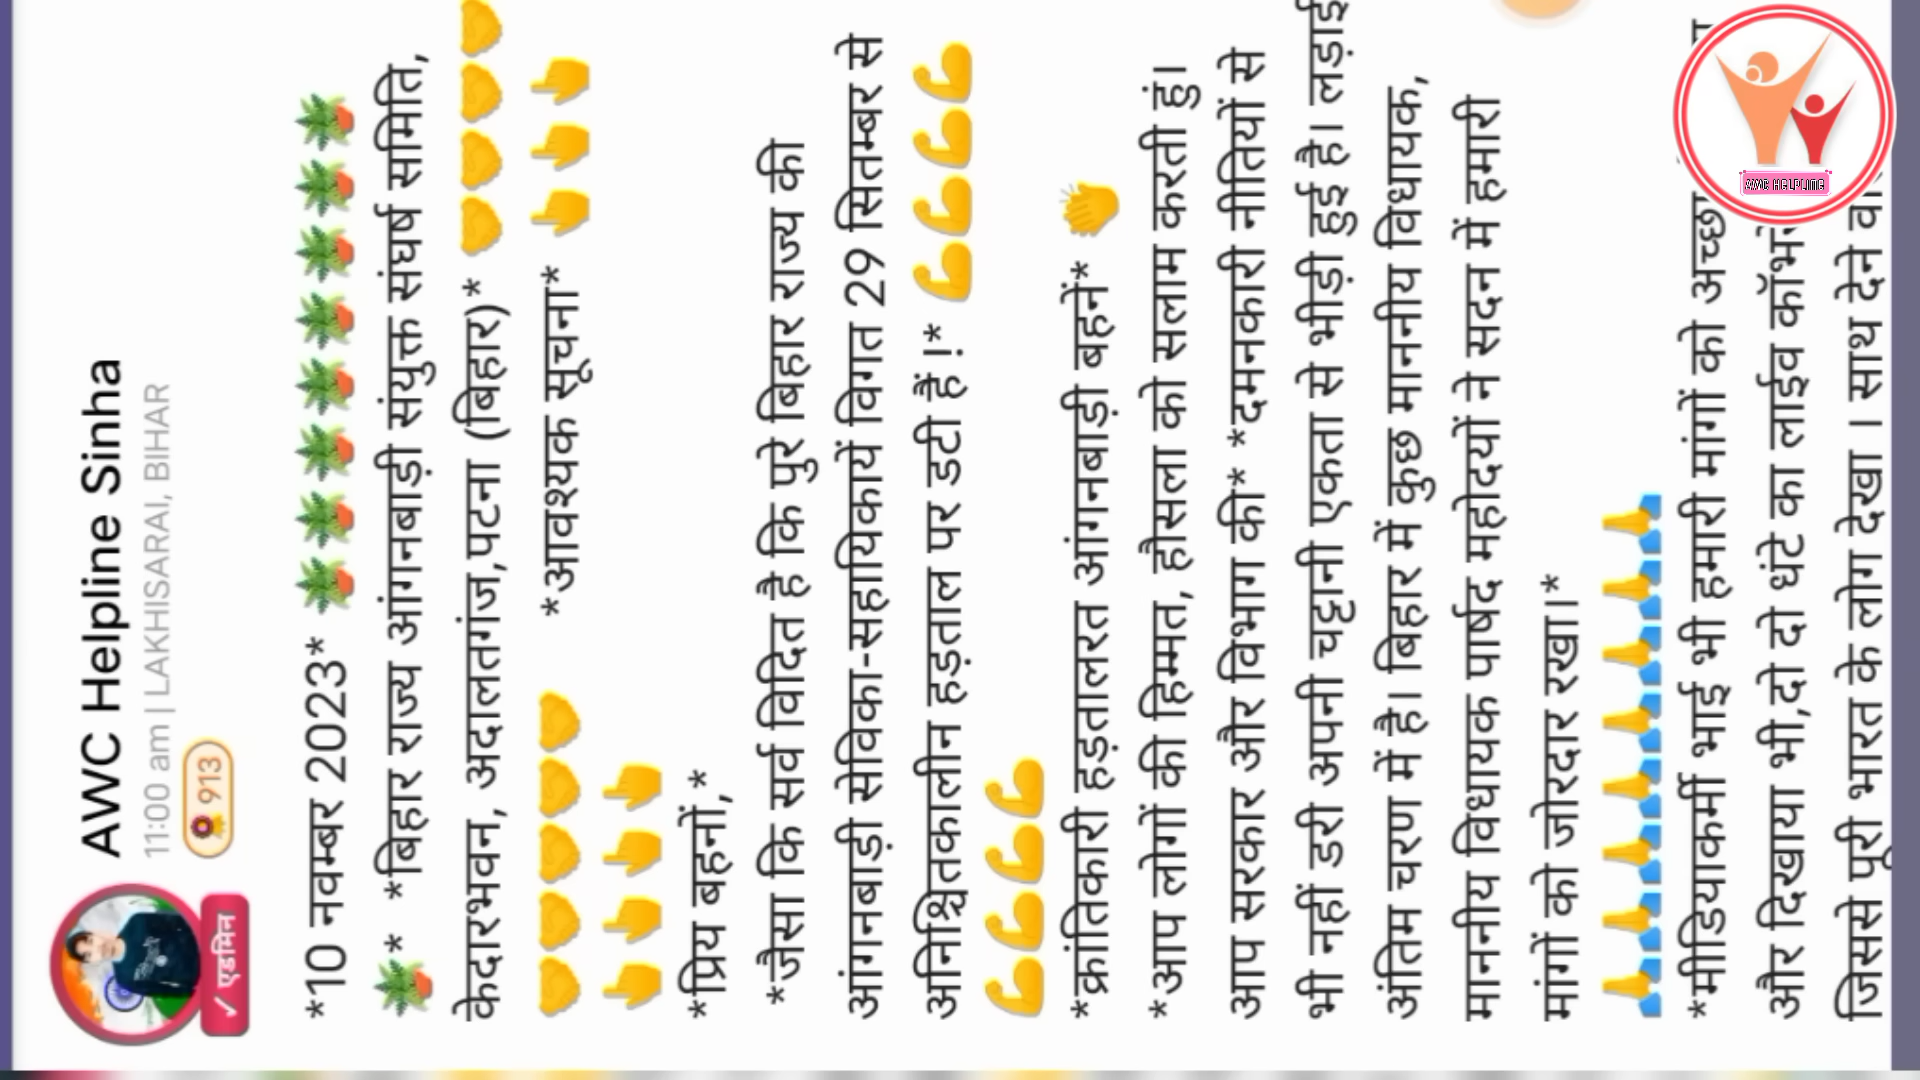 AWC Helpline Sinha
11:00 am | LAKHISARAI, BIHAR
913
✓ एडमिन
*10 नवम्बर 2023* 🪴🪴🪴🪴🪴🪴🪴🪴
🪴* *बिहार राज्य आंगनबाड़ी संयुक्त संघर्ष समिति,
केदारभवन, अदालतगंज,पटना (बिहार)* 🤝🤝🤝🤝
🤝🤝🤝🤝🤝 *आवश्यक सूचना* 👈👈👈
👈👈👈👈
*प्रिय बहनों,*
*जैसा कि सर्व विदित है कि पुरे बिहार राज्य की
आंगनबाड़ी सेविका-सहायिकायें विगत 29 सितम्बर से
अनिश्चितकालीन हड़ताल पर डटी हैं !* 💪💪💪💪
💪💪💪💪
*क्रांतिकारी हड़तालरत आंगनबाड़ी बहनें* 👏
*आप लोगों की हिम्मत, हौसला को सलाम करती हुं।
आप सरकार और विभाग की* *दमनकारी नीतियों से
भी नहीं डरी अपनी चट्टानी एकता से भीड़ी हुई है। लड़ाई
अंतिम चरण में है। बिहार में कुछ माननीय विधायक,
माननीय विधायक पार्षद महोदयों ने सदन में हमारी
मांगों को जोरदार रखा।*
🙏🙏🙏🙏🙏🙏🙏🙏
*मीडियाकर्मी भाई भी हमारी मांगों को अच्छ
और दिखाया भी,दो दो घंटे का लाईव
जिससे पूरी भारत के लोग देखा । साथ देने
AWC HELPLINE